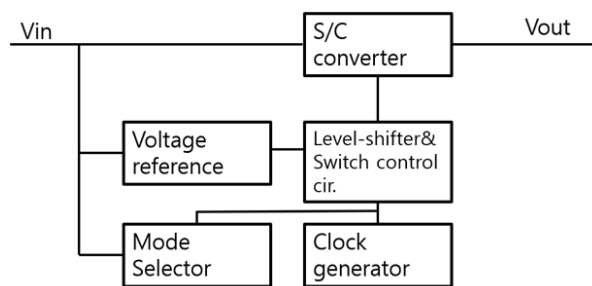 Vin
S/C
converter
Vout
Voltage
reference
Level-shifter&
Switch control
cir.
Mode
Selector
Clock
generator